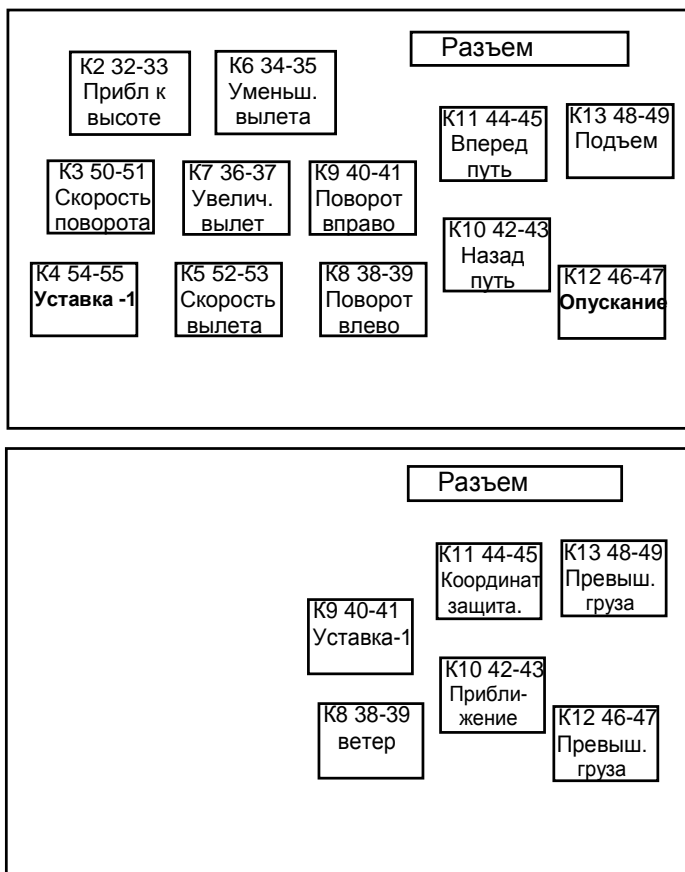 Разъем
К2 32-33
Прибл к
высоте
К6 34-35
Уменьш.
вылета
К11 44-45
Вперед
путь
К13 48-49
Подъем
К3 50-51
Скорость
поворота
К7 36-37
Увелич.
вылет
К9 40-41
Поворот
вправо
К10 42-43
Назад
путь
К4 54-55
Уставка -1
К5 52-53
Скорость
вылета
К8 38-39
Поворот
влево
К12 46-47
Опускание
Разъем
К11 44-45
Координат
защита.
К13 48-49
Превыш.
груза
К9 40-41
Уставка-1
К10 42-43
Прибли-
жение
К8 38-39
ветер
К12 46-47
Превыш.
груза